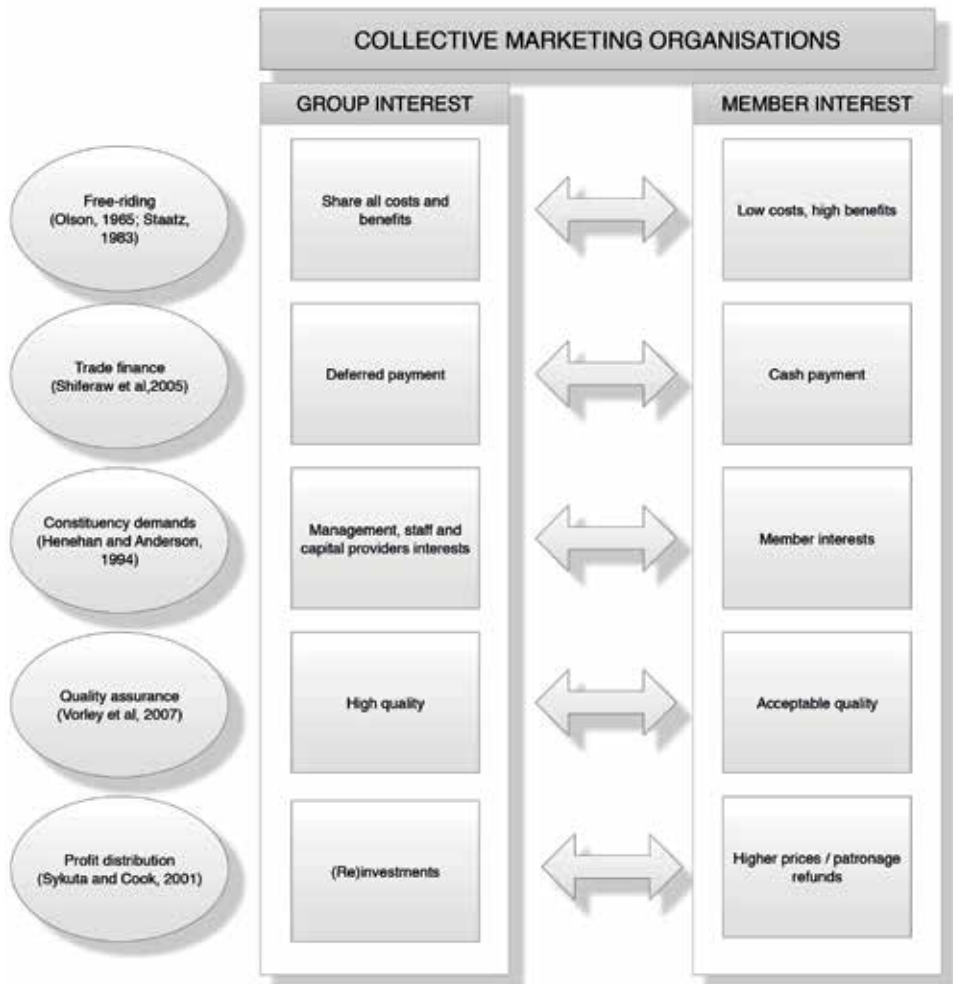 COLLECTIVE MARKETING ORGANISATIONS
GROUP INTEREST
MEMBER INTEREST
Free-riding
(Olson, 1965; Staatz,
1983)
Share all costs and
benefits
Low costs, high benefits
Trade finance
(Shiferaw et al,2005)
Deferred payment
Cash payment
Constituency demands
(Henehan and Anderson,
1994)
Management, staff and
capital providers interests
Member interests
Quality assurance
(Vorley et al, 2007)
High quality
Acceptable quality
Profit distribution
(Sykuta and Cook, 2001)
(Re)investments
Higher prices / patronage
refunds